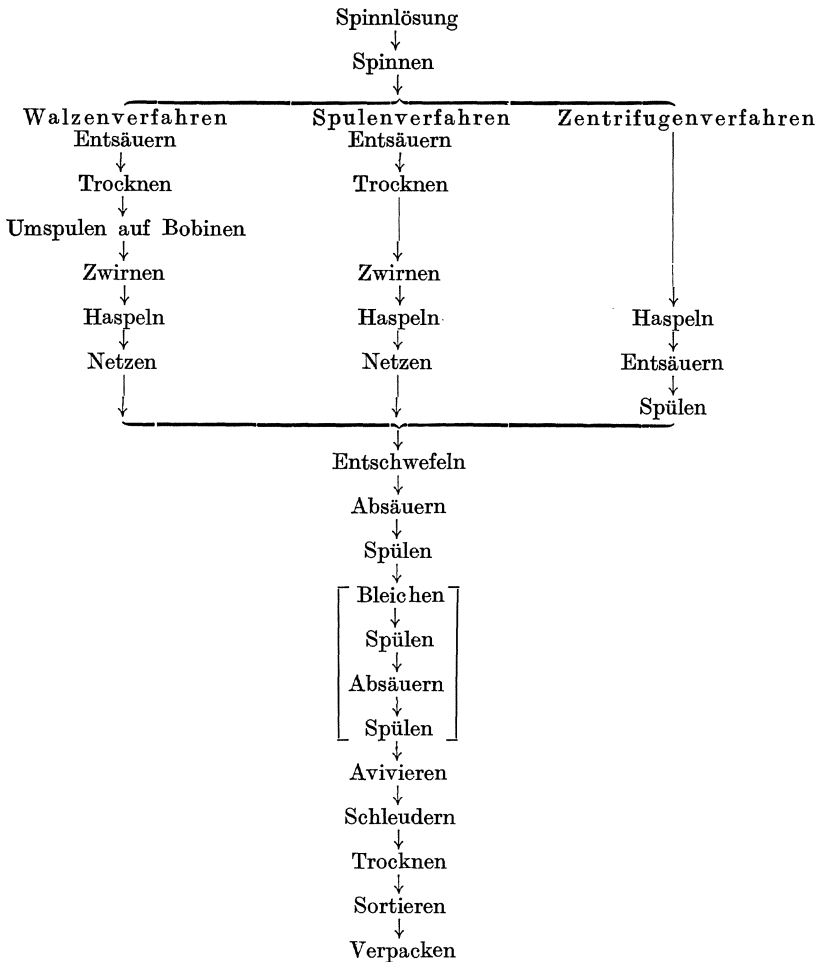 Spinnlösung
Spinnen
Walzenverfahren Spulenverfahren Zentrifugenverfahren
Entsäuern Entsäuern
Trocknen Trocknen
Umspulen auf Bobinen
Zwirnen Zwirnen
Haspeln Haspeln Haspeln
Netzen Netzen Entsäuern
Spülen
Entschwefeln
Absäuern
Spülen
Bleichen
Spülen
Absäuern
Spülen
Avivieren
Schleudern
Trocknen
Sortieren
Verpacken